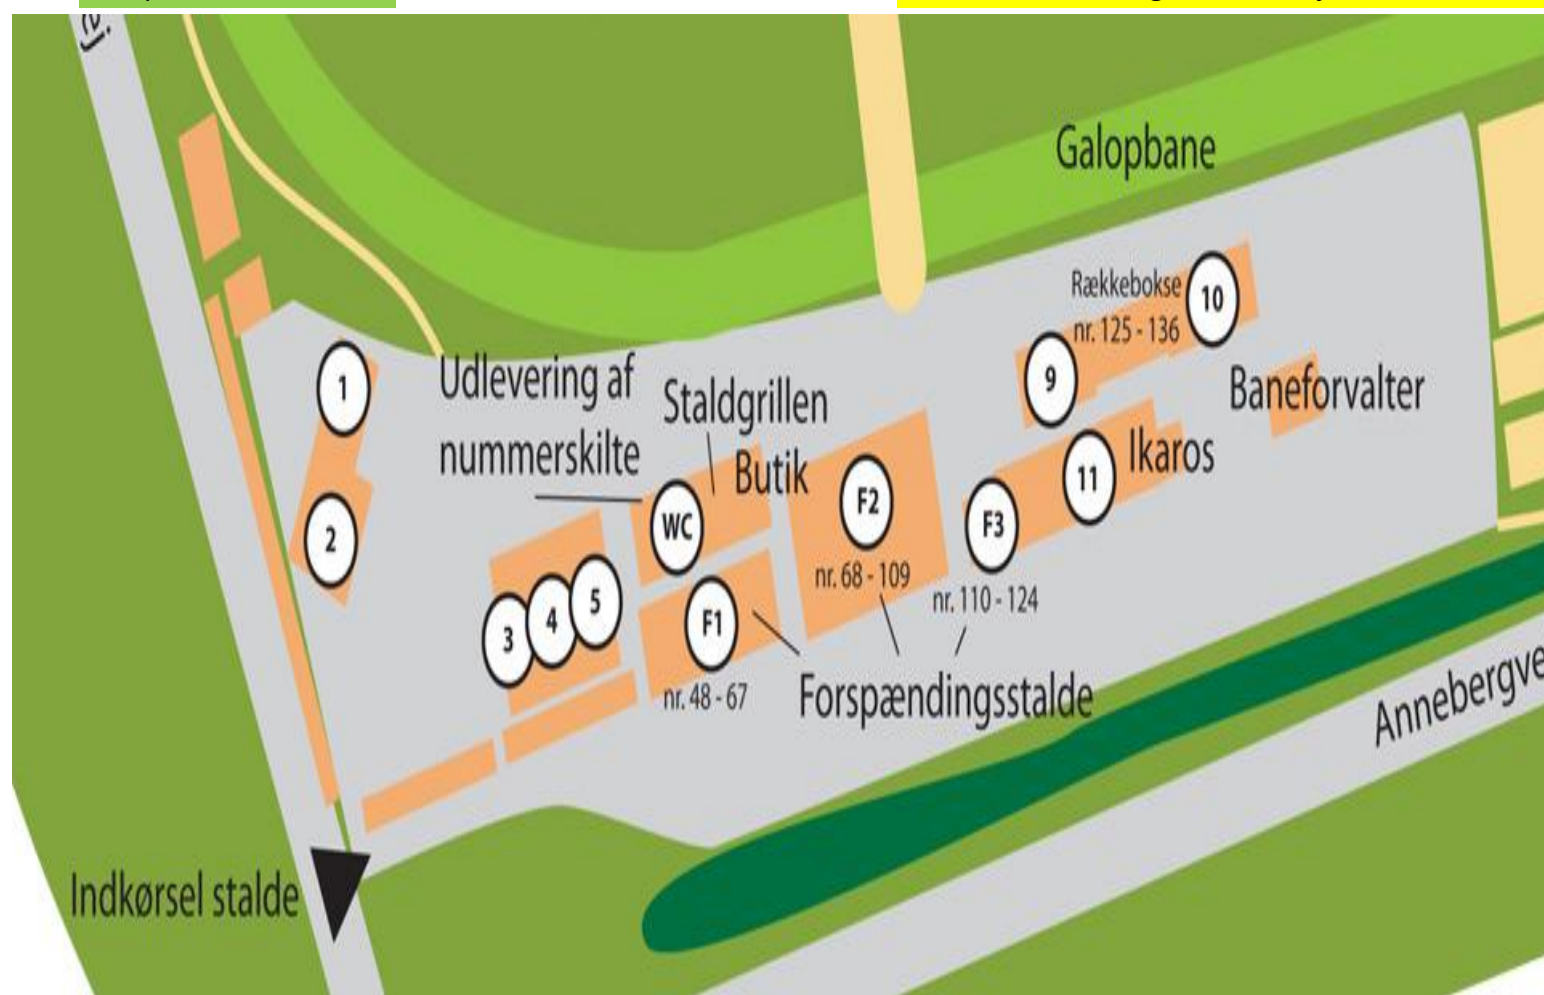 Galopbane
Rækkebokse
nr. 125 - 136
10
9
1
Udlevering af
nummerskilte
Staldgrillen
Butik
Baneforvalter
Ikaros
11
WC
F2
F3
2
nr. 68 - 109
nr. 110 - 124
3
4
5
F1
nr. 48 - 67
Forspændingsstalde
Annebergve
Indkørsel stalde